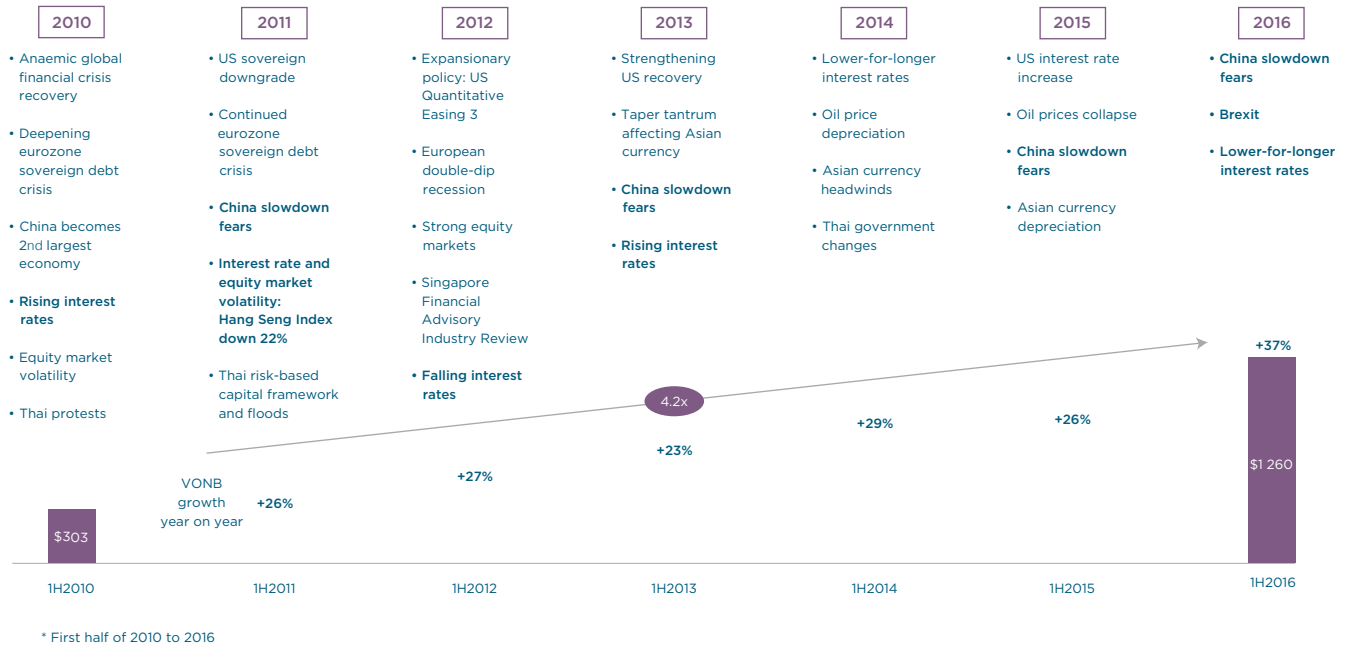 2010
• Anaemic global
financial crisis
recovery
• Deepening
eurozone
sovereign debt
crisis
• China becomes
2nd largest
economy
• Rising interest
rates
• Equity market
volatility
• Thai protests
2011
• US sovereign
downgrade
• Continued
eurozone
sovereign debt
crisis
• China slowdown
fears
• Interest rate and
equity market
volatility:
Hang Seng Index
down 22%
• Thai risk-based
capital framework
and floods
2012
• Expansionary
policy: US
Quantitative
Easing 3
• European
double-dip
recession
• Strong equity
markets
• Singapore
Financial
Advisory
Industry Review
• Falling interest
rates
2013
• Strengthening
US recovery
• Taper tantrum
affecting Asian
currency
• China slowdown
fears
• Rising interest
rates
2014
• Lower-for-longer
interest rates
• Oil price
depreciation
• Asian currency
headwinds
• Thai government
changes
2015
• US interest rate
increase
• Oil prices collapse
• China slowdown
fears
• Asian currency
depreciation
2016
• China slowdown
fears
• Brexit
• Lower-for-longer
interest rates
4.2x
VONB
growth
year on year
+26%
+27%
+23%
+29%
+26%
+37%
$303
$1 260
1H2010
1H2011
1H2012
1H2013
1H2014
1H2015
1H2016
* First half of 2010 to 2016